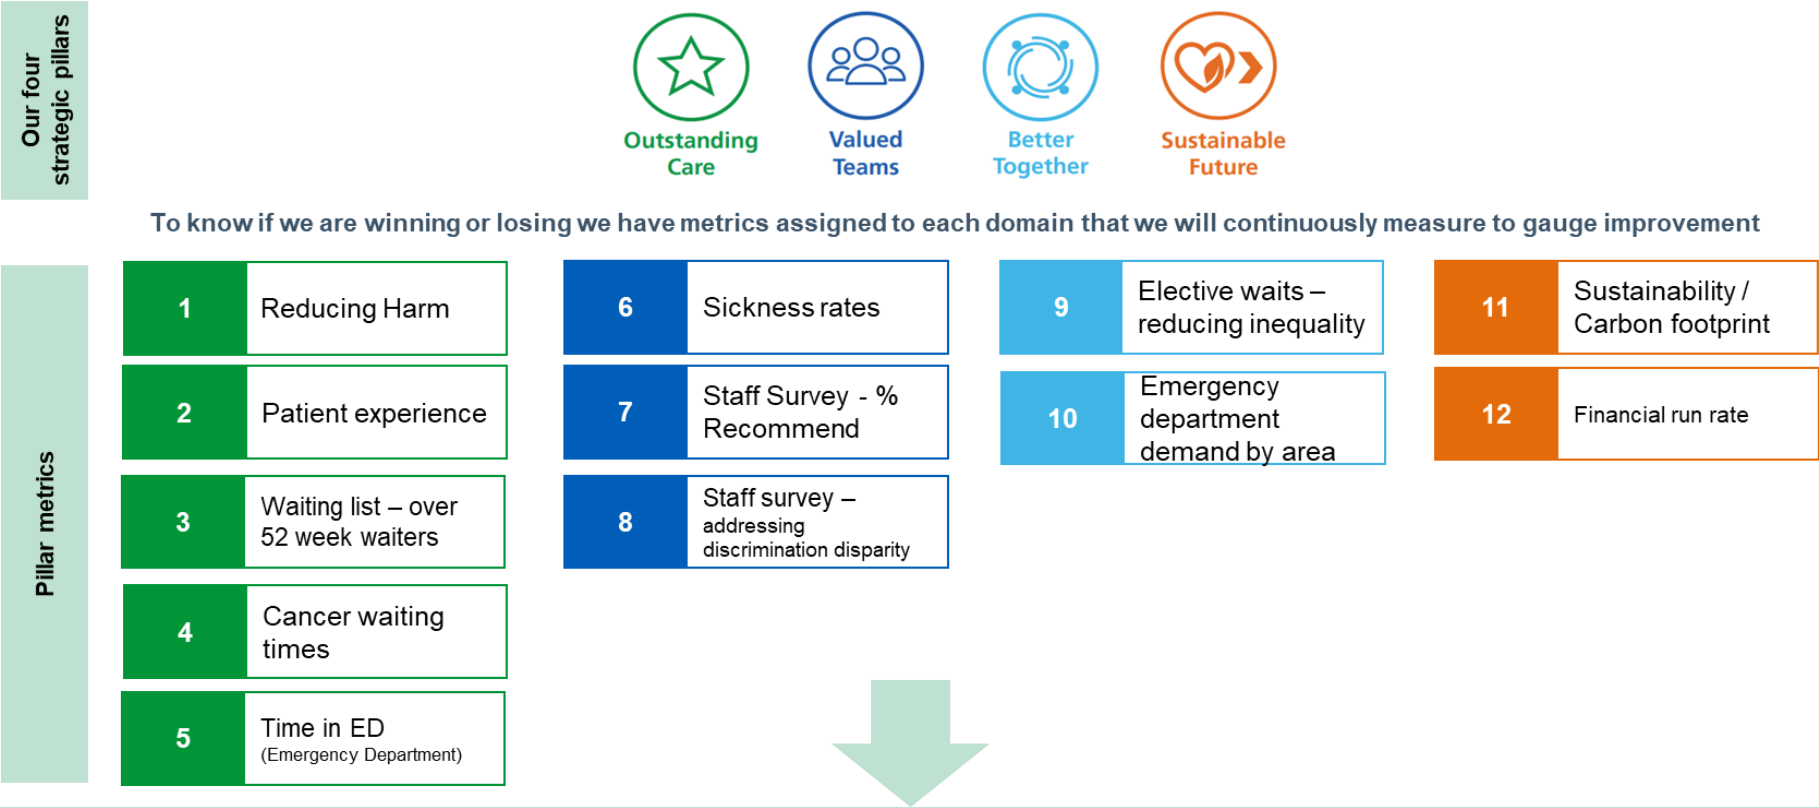 Our four
strategic pillars
Outstanding
Care
Valued
Teams
Better
Together
Sustainable
Future
To know if we are winning or losing we have metrics assigned to each domain that we will continuously measure to gauge improvement
Pillar metrics
1
Reducing Harm
2
Patient experience
3
Waiting list – over
52 week waiters
4
Cancer waiting
times
5
Time in ED
(Emergency Department)
6
Sickness rates
7
Staff Survey - %
Recommend
8
Staff survey –
addressing
discrimination disparity
9
Elective waits –
reducing inequality
10
Emergency
department
demand by area
11
Sustainability /
Carbon footprint
12
Financial run rate